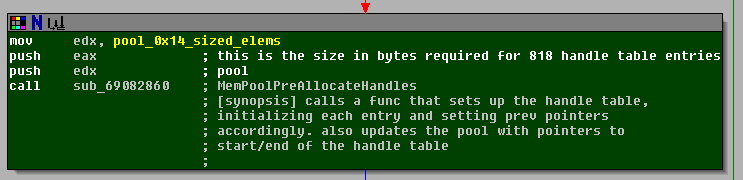 mov edx, pool_0x14_sized_elems
push eax ; this is the size in bytes required for 818 handle table entries
push edx ; pool
call sub_69082860 ; MemPoolPreAllocateHandles
; [synopsis] calls a func that sets up the handle table,
; initializing each entry and setting prev pointers
; accordingly. also updates the pool with pointers to
; start/end of the handle table
;